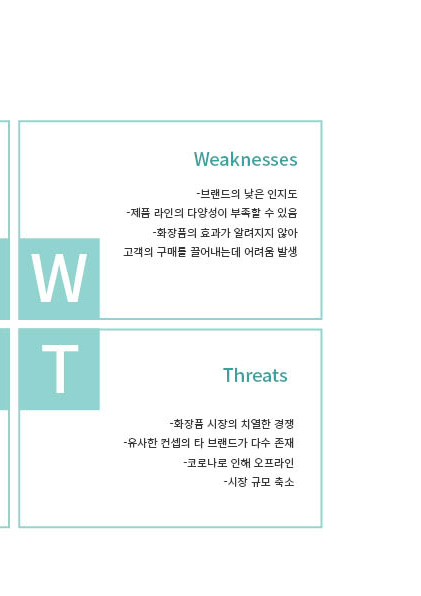 Weaknesses
-브랜드의 낮은 인지도
-제품 라인의 다양성이 부족할 수 있음
-화장품의 효과가 알려지지 않아
고객의 구매를 끌어내는데 어려움 발생
W
T
Threats
-화장품 시장의 치열한 경쟁
-유사한 컨셉의 타 브랜드가 다수 존재
-코로나로 인해 오프라인
-시장 규모 축소